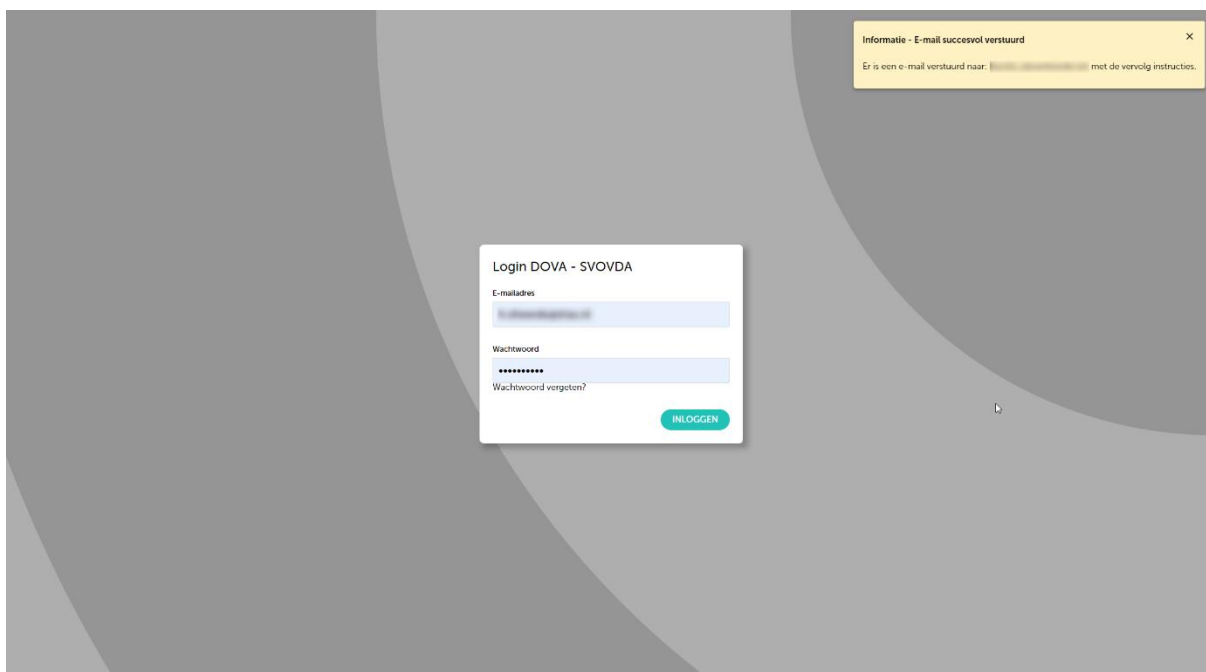 Informatie - E-mail succesvol verstuurd
Er is een e-mail verstuurd naar: met de vervolg instructies.
Login DOVA - SVOVDA
E-mailadres
Wachtwoord
••••••••••
Wachtwoord vergeten?
INLOGGEN